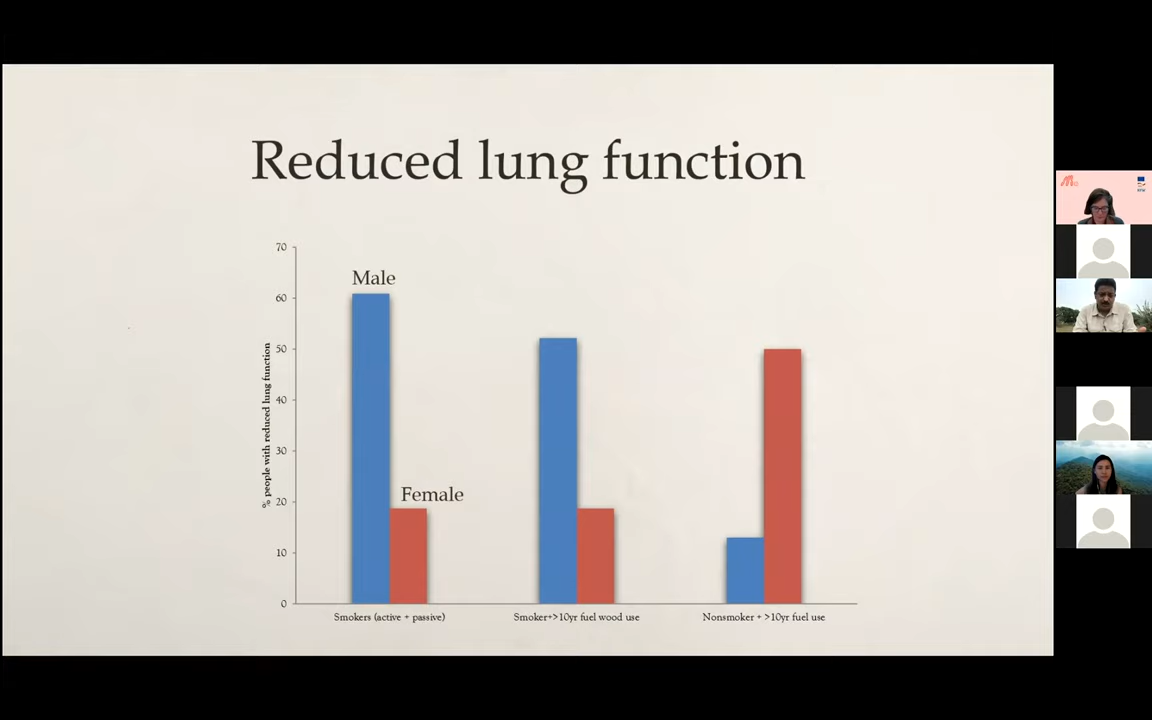 Reduced lung function
70
Male
60
50
40
30
20
10
0
% people with reduced lung function
Female
Smokers (active + passive)
Smoker+>10yr fuel wood use
Nonsmoker + >10yr fuel use